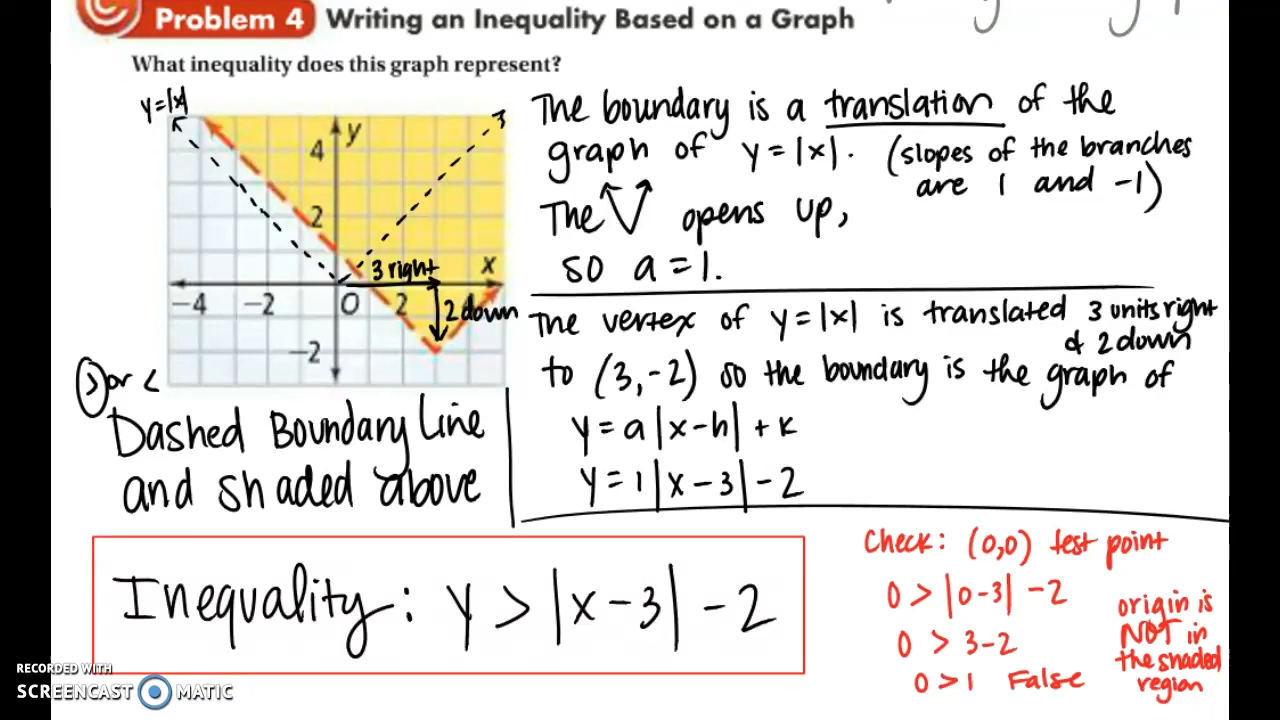 Problem 4 Writing an Inequality Based on a Graph
What inequality does this graph represent?
y=|x|
4
y
2
3 right
x
-4
-2
O
2
4
2 down
-2
> or <
Dashed Boundary Line
and shaded above
The boundary is a translation of the
graph of y=|x|. (slopes of the branches
are 1 and -1)
The V opens up,
so a=1.
The vertex of y=|x| is translated 3 units right
& 2 down
to (3,-2) so the boundary is the graph of
y=a|x-h|+k
y=1|x-3|-2
Inequality: y > |x-3| -2
Check: (0,0) test point
0 > |0-3| -2
0 > 3-2
0 > 1 False
origin is
NOT in
the shaded
region
RECORDED WITH
SCREENCAST MATIC